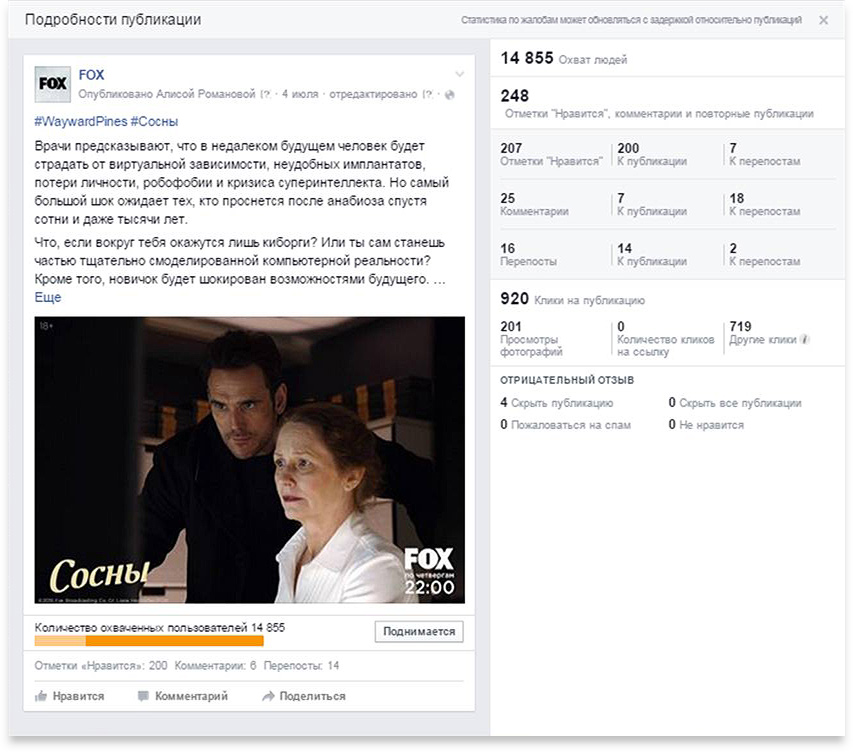 Подробности публикации
Статистика по жалобам может обновляться с задержкой относительно публикаций
FOX
FOX
Опубликовано Алисой Романовой [?] · 4 июля · отредактировано [?] ·
#WaywardPines #Сосны
Врачи предсказывают, что в недалеком будущем человек будет
страдать от виртуальной зависимости, неудобных имплантатов,
потери личности, робофобии и кризиса суперинтеллекта. Но самый
большой шок ожидает тех, кто проснется после анабиоза спустя
сотни и даже тысячи лет.
Что, если вокруг тебя окажутся лишь киборги? Или ты сам станешь
частью тщательно смоделированной компьютерной реальности?
Кроме того, новичок будет шокирован возможностями будущего. ...
Еще
18+
Сосны
FOX
по четвергам
22:00
Количество охваченных пользователей 14 855
Поднимается
Отметки «Нравится»: 200 Комментарии: 6 Перепосты: 14
Нравится Комментарий Поделиться
14 855 Охват людей
248
Отметки "Нравится", комментарии и повторные публикации
207 200 7
Отметки "Нравится" К публикации К перепостам
25 7 18
Комментарии К публикации К перепостам
16 14 2
Перепосты К публикации К перепостам
920 Клики на публикацию
201 0 719
Просмотры Количество кликов Другие клики i
фотографий на ссылку
ОТРИЦАТЕЛЬНЫЙ ОТЗЫВ
4 Скрыть публикацию 0 Скрыть все публикации
0 Пожаловаться на спам 0 Не нравится